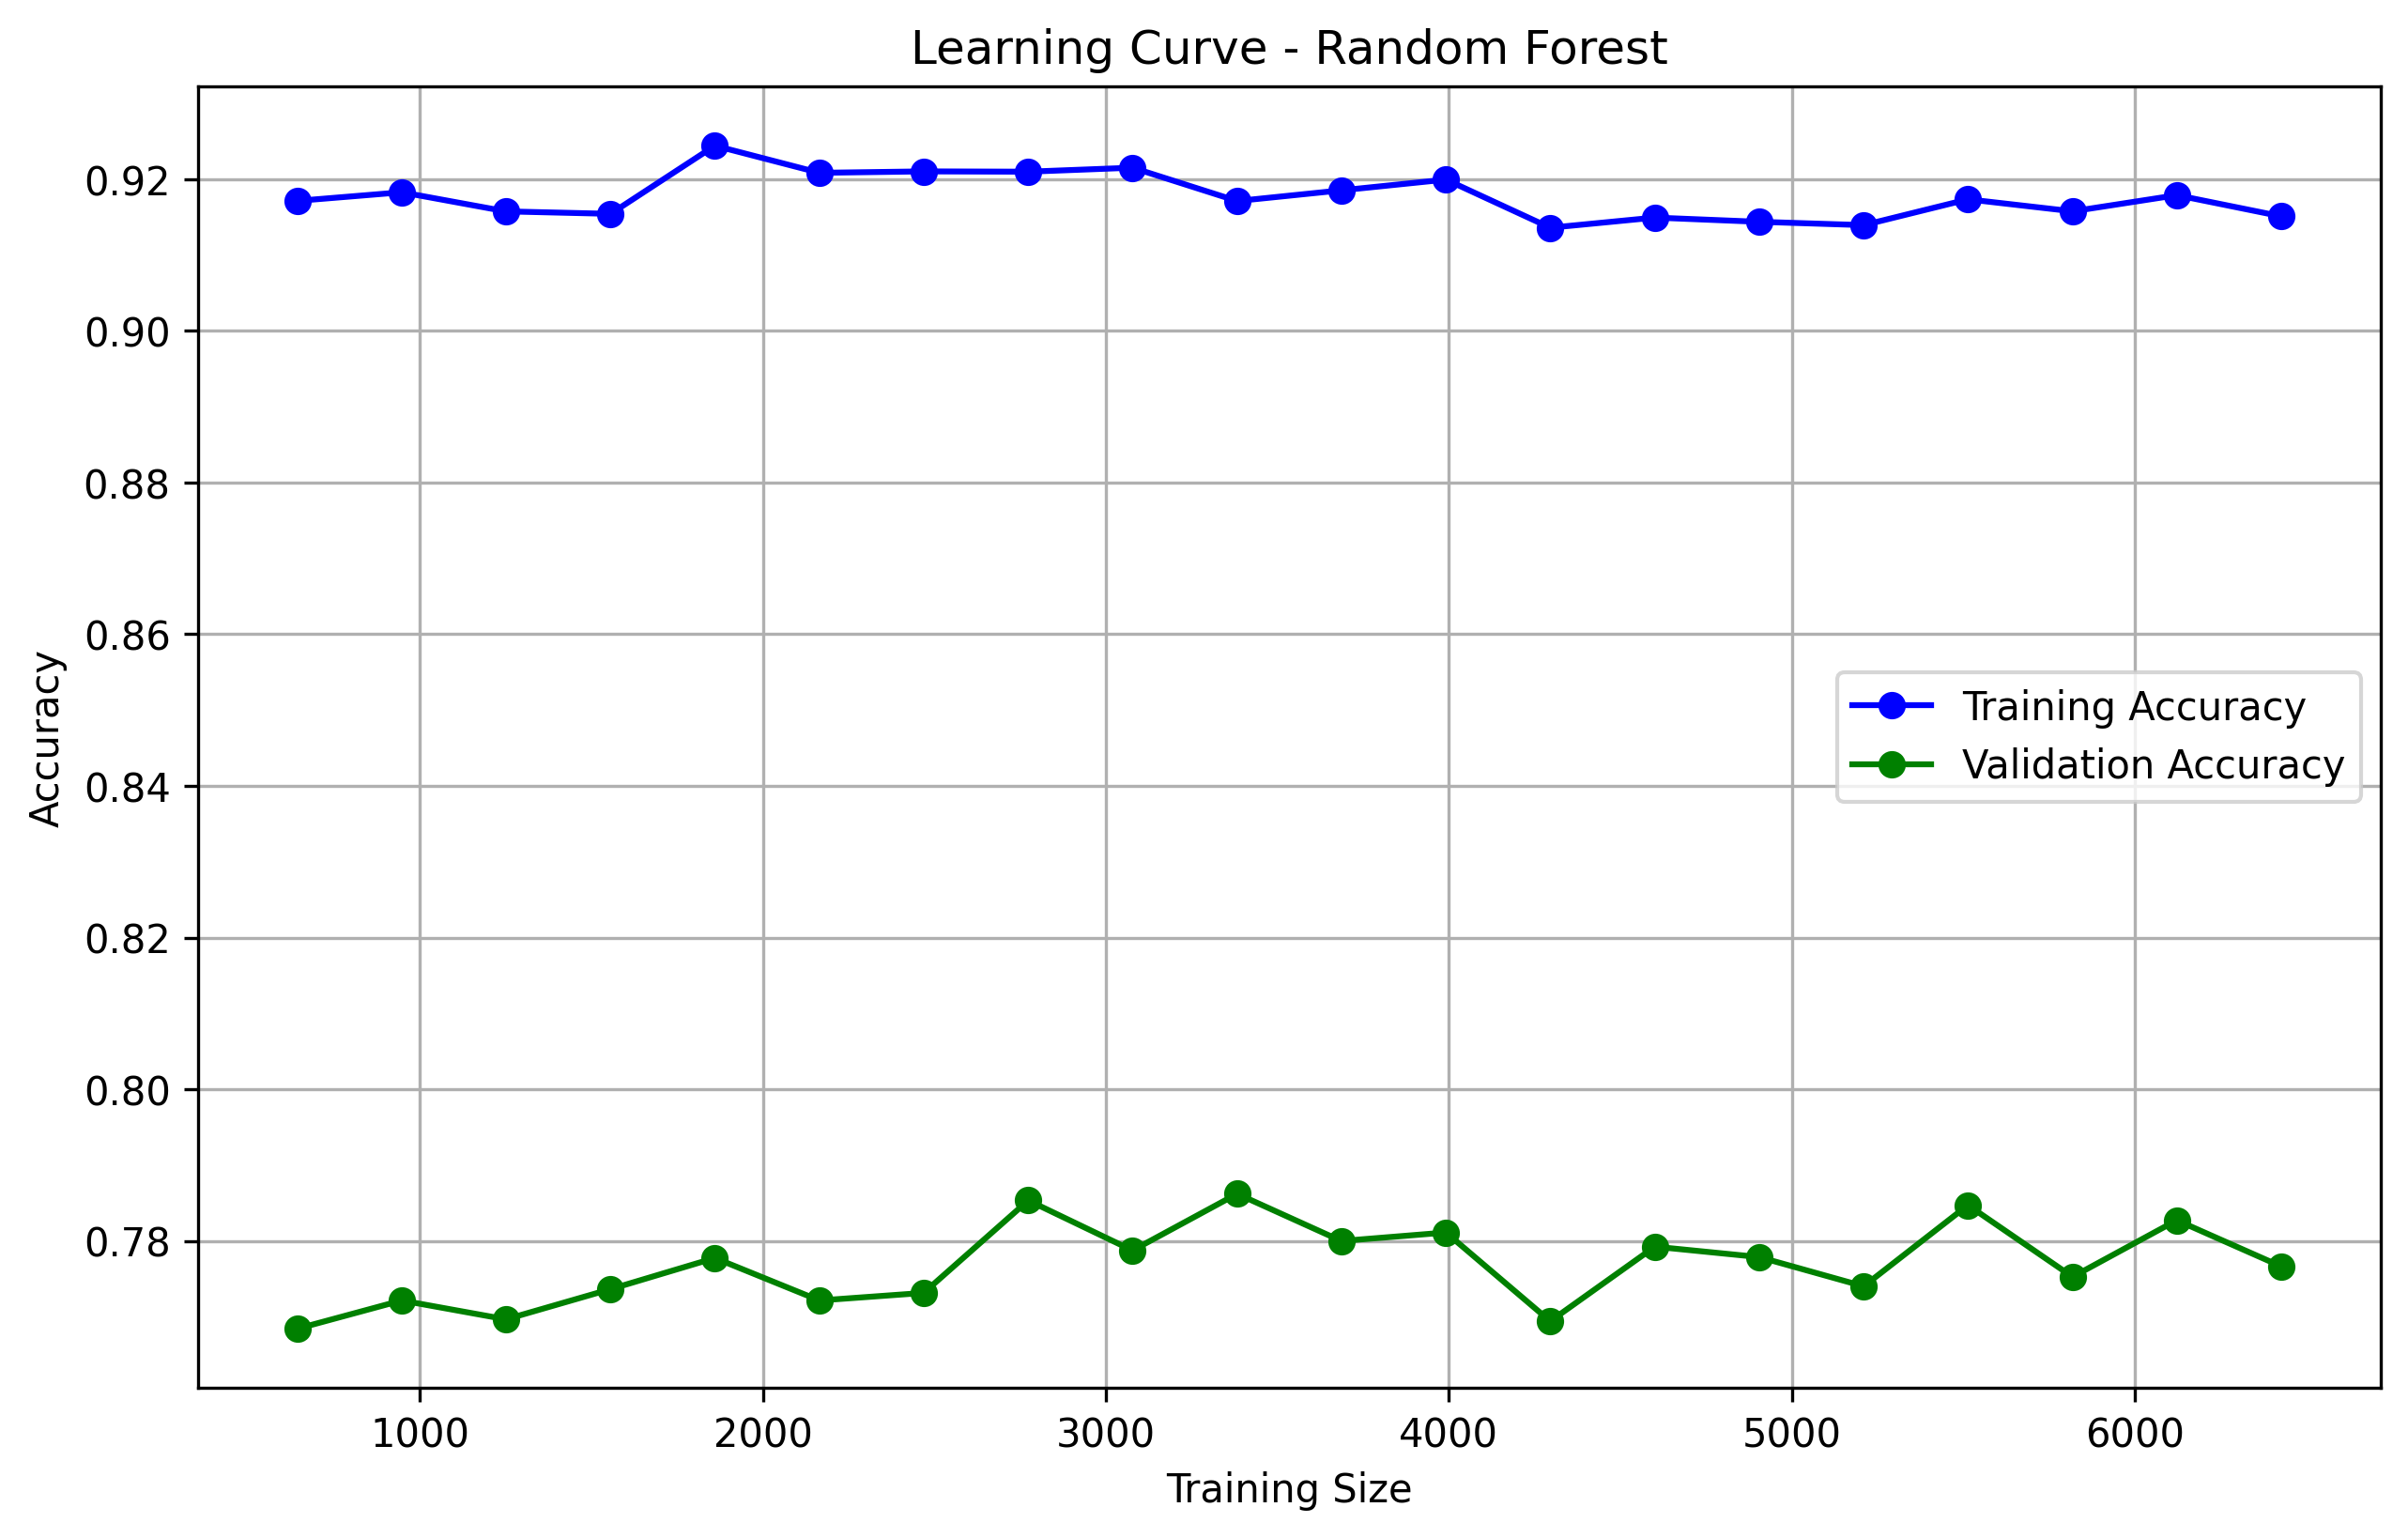 Learning Curve - Random Forest
0.92
0.90
0.88
0.86
0.84
0.82
0.80
0.78
Accuracy
Training Accuracy
Validation Accuracy
1000 2000 3000 4000 5000 6000
Training Size